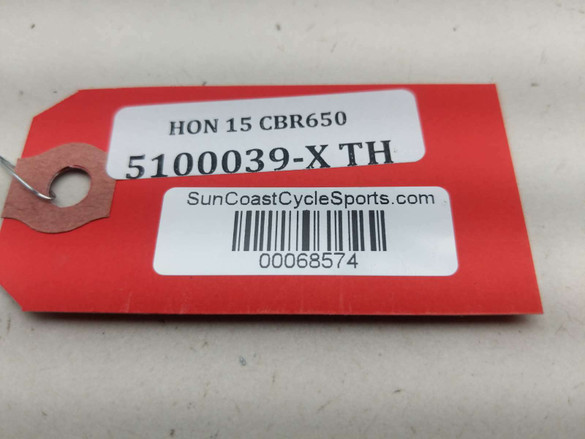 HON 15 CBR650
5100039-X TH
SunCoastCycleSports.com
00068574